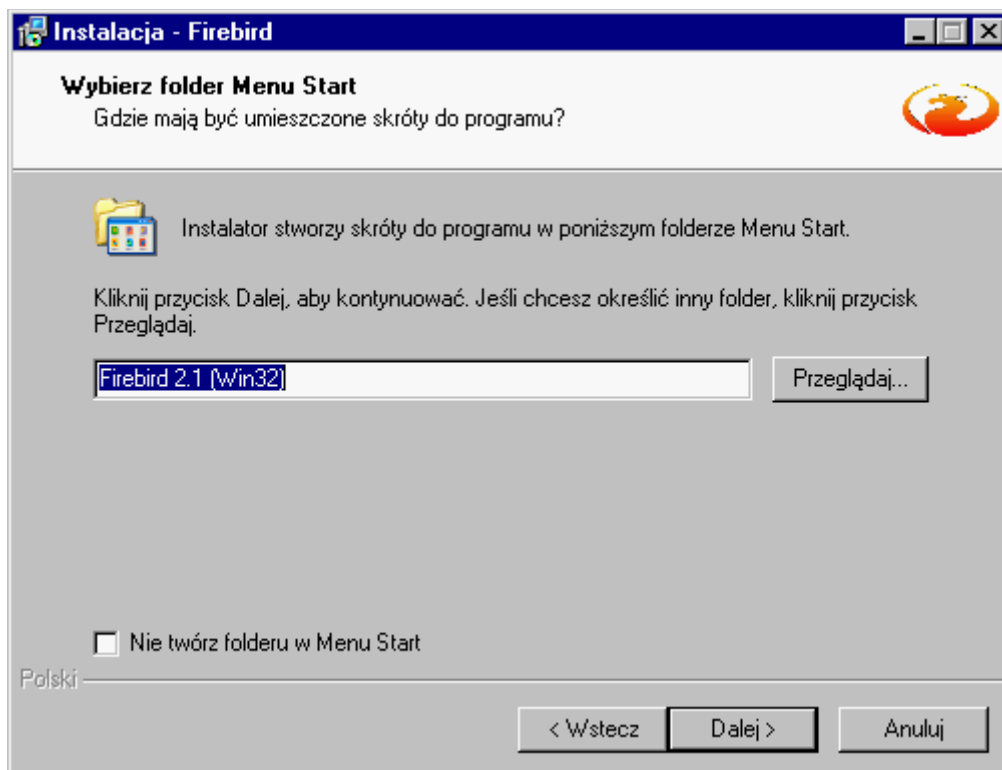 Instalacja - Firebird
Wybierz folder Menu Start
Gdzie mają być umieszczone skróty do programu?
Instalator stworzy skróty do programu w poniższym folderze Menu Start.
Kliknij przycisk Dalej, aby kontynuować. Jeśli chcesz określić inny folder, kliknij przycisk
Przeglądaj.
Firebird 2.1 (Win32)
Przeglądaj...
Nie twórz folderu w Menu Start
Polski
< Wstecz
Dalej >
Anuluj